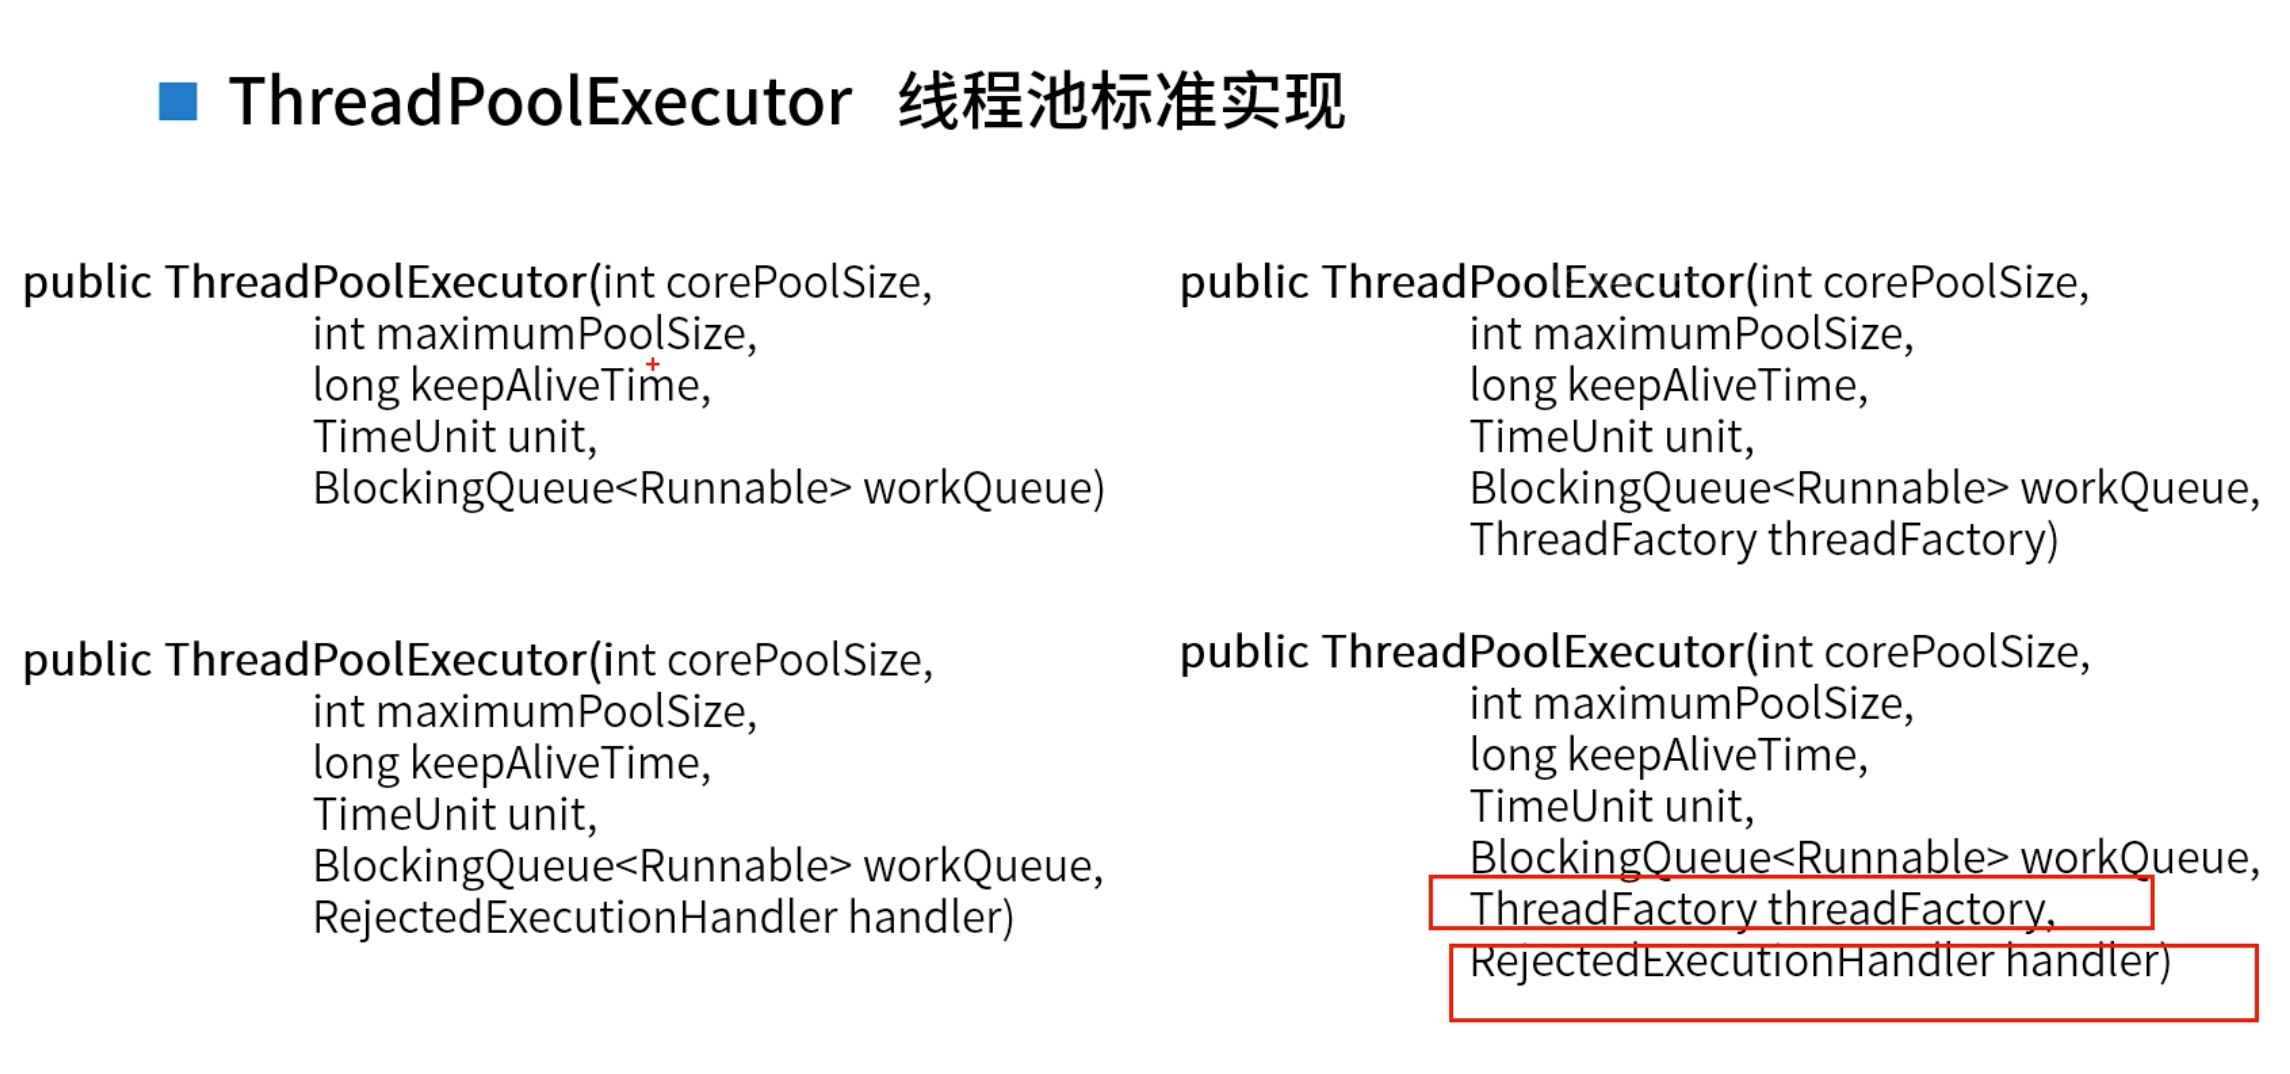 ThreadPoolExecutor 线程池标准实现
public ThreadPoolExecutor(int corePoolSize,
int maximumPoolSize,
long keepAliveTime,
TimeUnit unit,
BlockingQueue<Runnable> workQueue)
public ThreadPoolExecutor(int corePoolSize,
int maximumPoolSize,
long keepAliveTime,
TimeUnit unit,
BlockingQueue<Runnable> workQueue,
ThreadFactory threadFactory)
public ThreadPoolExecutor(int corePoolSize,
int maximumPoolSize,
long keepAliveTime,
TimeUnit unit,
BlockingQueue<Runnable> workQueue,
RejectedExecutionHandler handler)
public ThreadPoolExecutor(int corePoolSize,
int maximumPoolSize,
long keepAliveTime,
TimeUnit unit,
BlockingQueue<Runnable> workQueue,
ThreadFactory threadFactory,
RejectedExecutionHandler handler)